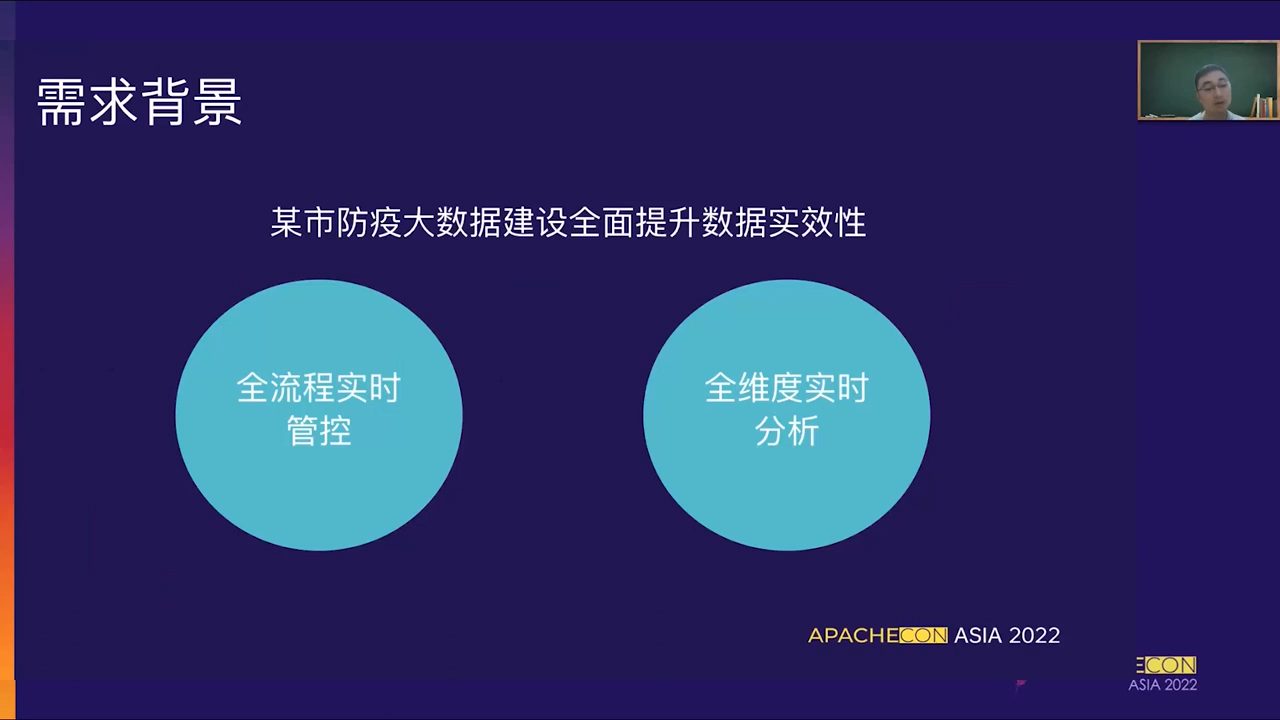 需求背景
某市防疫大数据建设全面提升数据实效性
全流程实时
管控
全维度实时
分析
APACHECON ASIA 2022
ECON
ASIA 2022